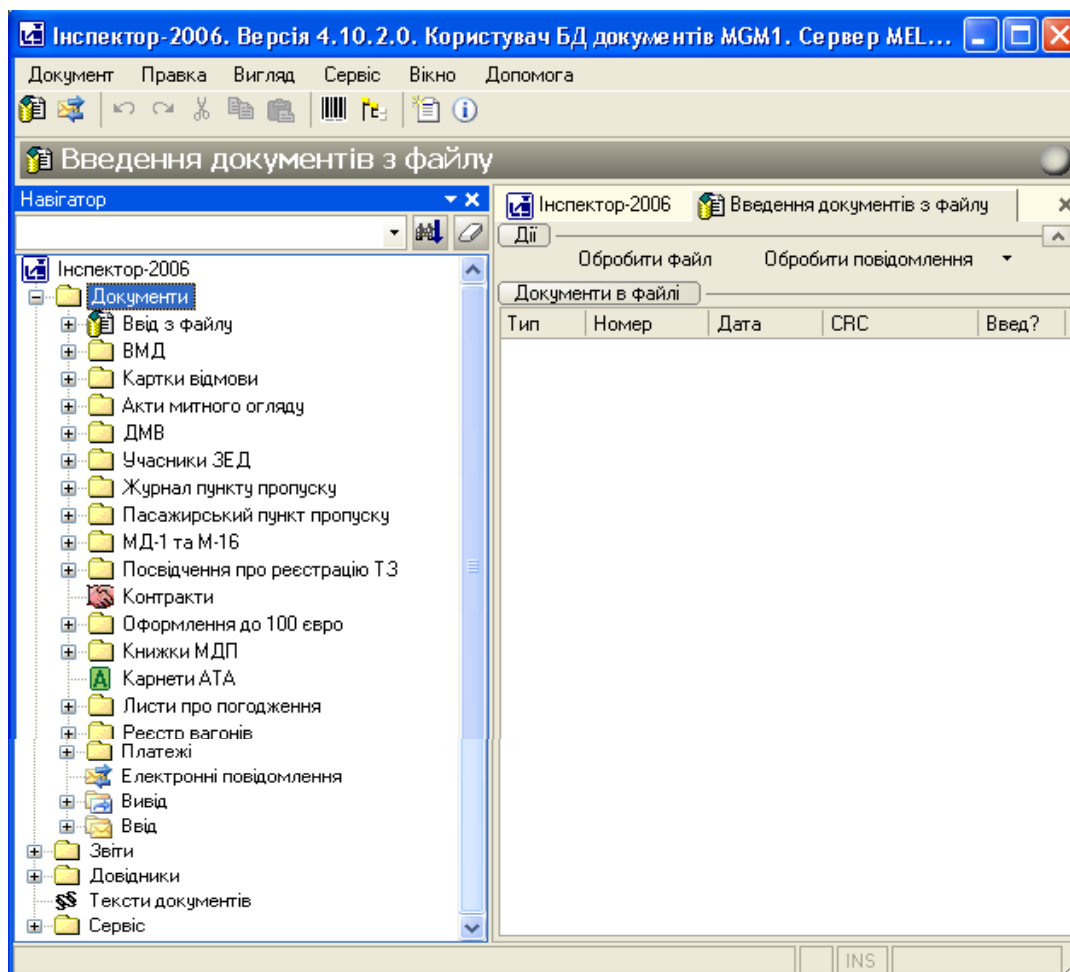 Інспектор-2006. Версія 4.10.2.0. Користувач БД документів MGM1. Сервер MEL...
Документ Правка Вигляд Сервіс Вікно Допомога
Введення документів з файлу
Навігатор
Інспектор-2006 Введення документів з файлу
Дії
Обробити файл Обробити повідомлення
Документи в файлі
Тип Номер Дата CRC Введ?
Інспектор-2006
Документи
Ввід з файлу
ВМД
Картки відмови
Акти митного огляду
ДМВ
Учасники ЗЕД
Журнал пункту пропуску
Пасажирський пункт пропуску
МД-1 та М-16
Посвідчення про реєстрацію ТЗ
Контракти
Оформлення до 100 євро
Книжки МДП
A Карнети АТА
Листи про погодження
Реєстр вагонів
Платежі
Електронні повідомлення
Вивід
Ввід
Звіти
Довідники
§§ Тексти документів
Сервіс
INS